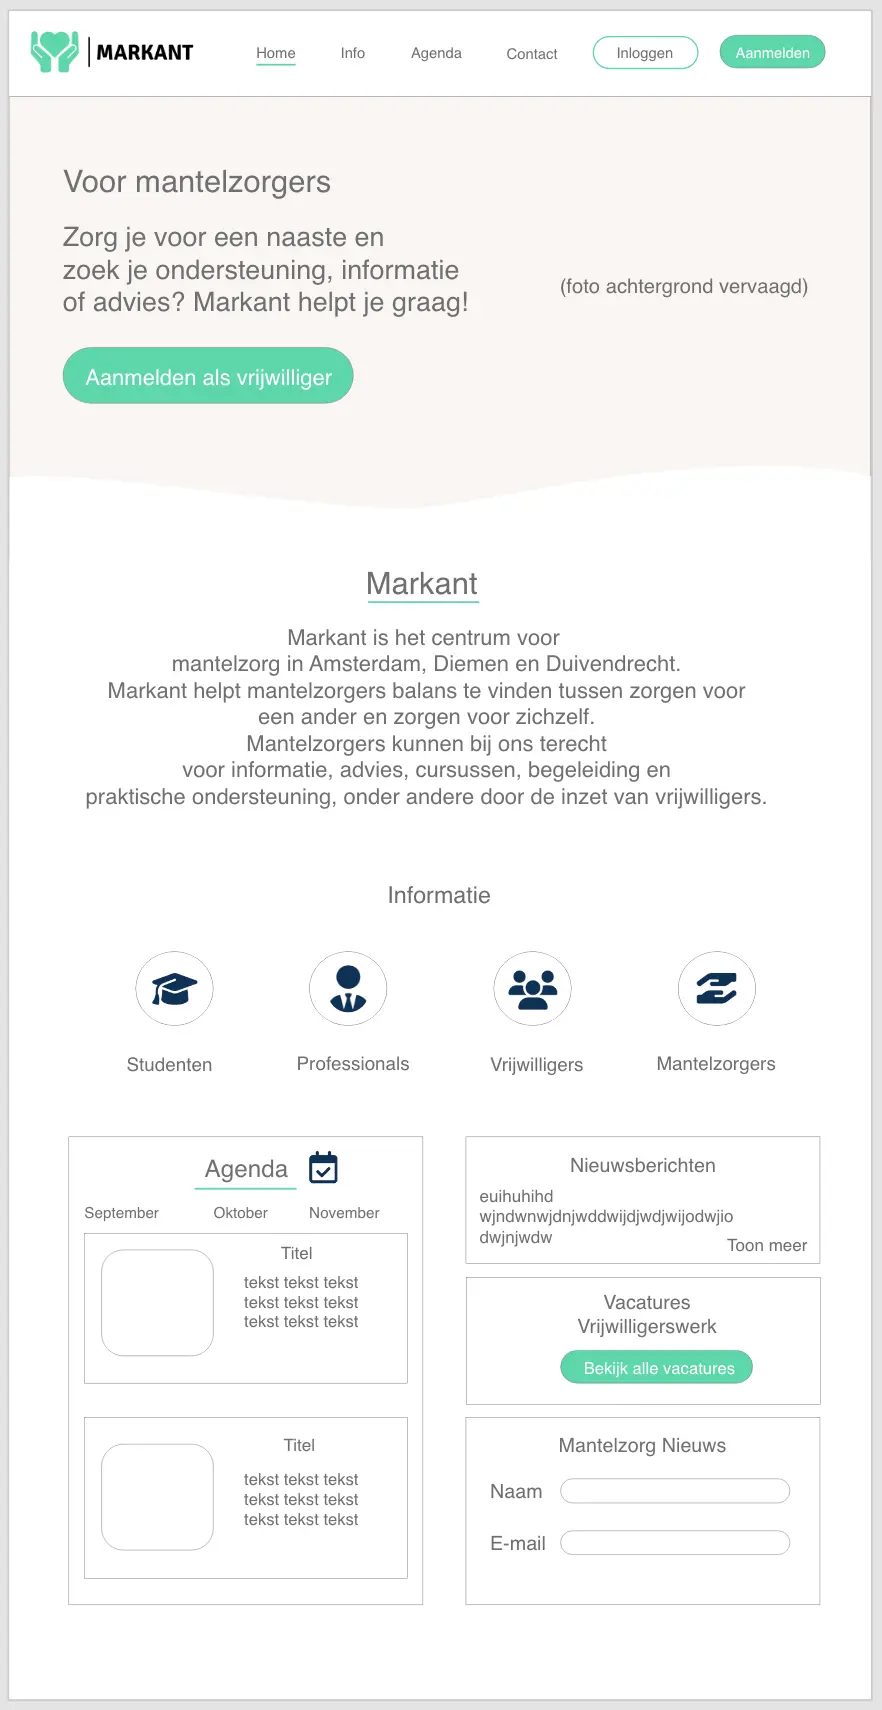 MARKANT
Home
Info
Agenda
Contact
Inloggen
Aanmelden
Voor mantelzorgers
Zorg je voor een naaste en
zoek je ondersteuning, informatie
of advies? Markant helpt je graag!
(foto achtergrond vervaagd)
Aanmelden als vrijwilliger
Markant
Markant is het centrum voor
mantelzorg in Amsterdam, Diemen en Duivendrecht.
Markant helpt mantelzorgers balans te vinden tussen zorgen voor
een ander en zorgen voor zichzelf.
Mantelzorgers kunnen bij ons terecht
voor informatie, advies, cursussen, begeleiding en
praktische ondersteuning, onder andere door de inzet van vrijwilligers.
Informatie
Studenten
Professionals
Vrijwilligers
Mantelzorgers
Agenda
September
Oktober
November
Titel
tekst tekst tekst
tekst tekst tekst
tekst tekst tekst
Titel
tekst tekst tekst
tekst tekst tekst
tekst tekst tekst
Nieuwsberichten
euihuhihd
wjndwnwjdnjwddwijdjwdjwijodwjio
dwjnjwdw
Toon meer
Vacatures
Vrijwilligerswerk
Bekijk alle vacatures
Mantelzorg Nieuws
Naam
E-mail